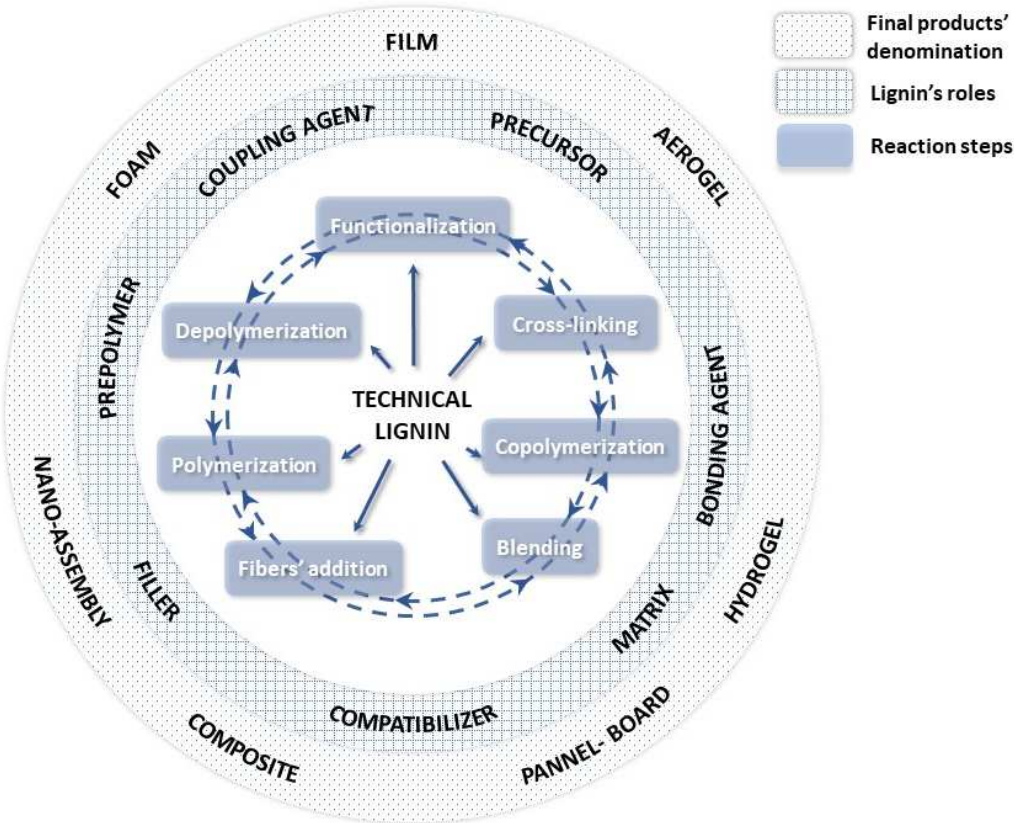 FILM
AEROGEL
HYDROGEL
PANNEL- BOARD
COMPOSITE
NANO-ASSEMBLY
FOAM
COUPLING AGENT
PRECURSOR
BONDING AGENT
MATRIX
COMPATIBILIZER
FILLER
PREPOLYMER
Functionalization
Cross-linking
Copolymerization
Blending
Fibers' addition
Polymerization
Depolymerization
TECHNICAL
LIGNIN
Final products'
denomination
Lignin's roles
Reaction steps